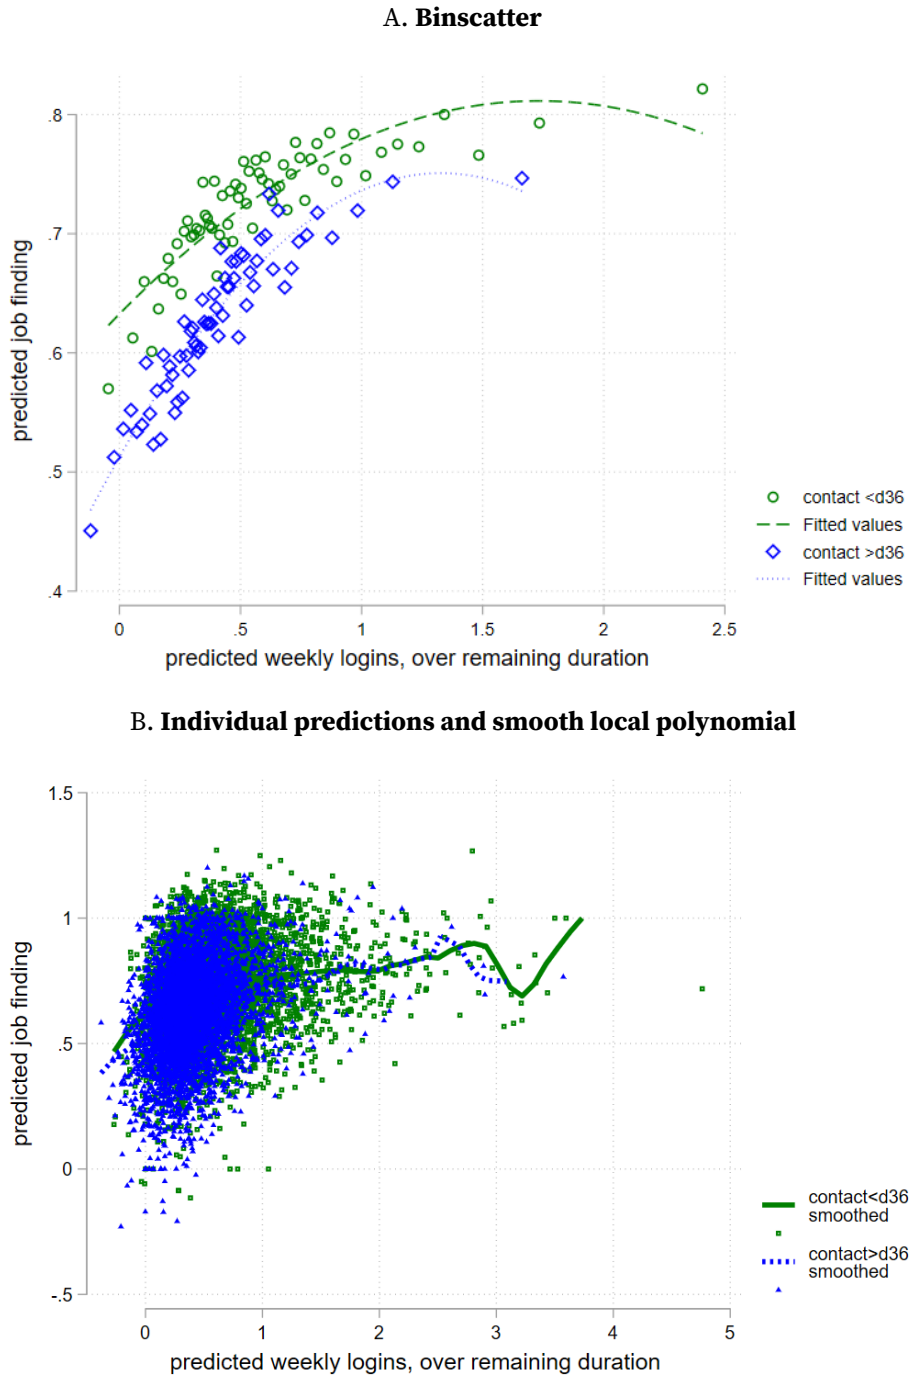 A. Binscatter
.8
.7
.6
.5
.4
predicted job finding
0 .5 1 1.5 2 2.5
predicted weekly logins, over remaining duration
contact <d36
Fitted values
contact >d36
Fitted values
B. Individual predictions and smooth local polynomial
1.5
1
.5
0
-.5
predicted job finding
0 1 2 3 4 5
predicted weekly logins, over remaining duration
contact<d36
smoothed
contact>d36
smoothed